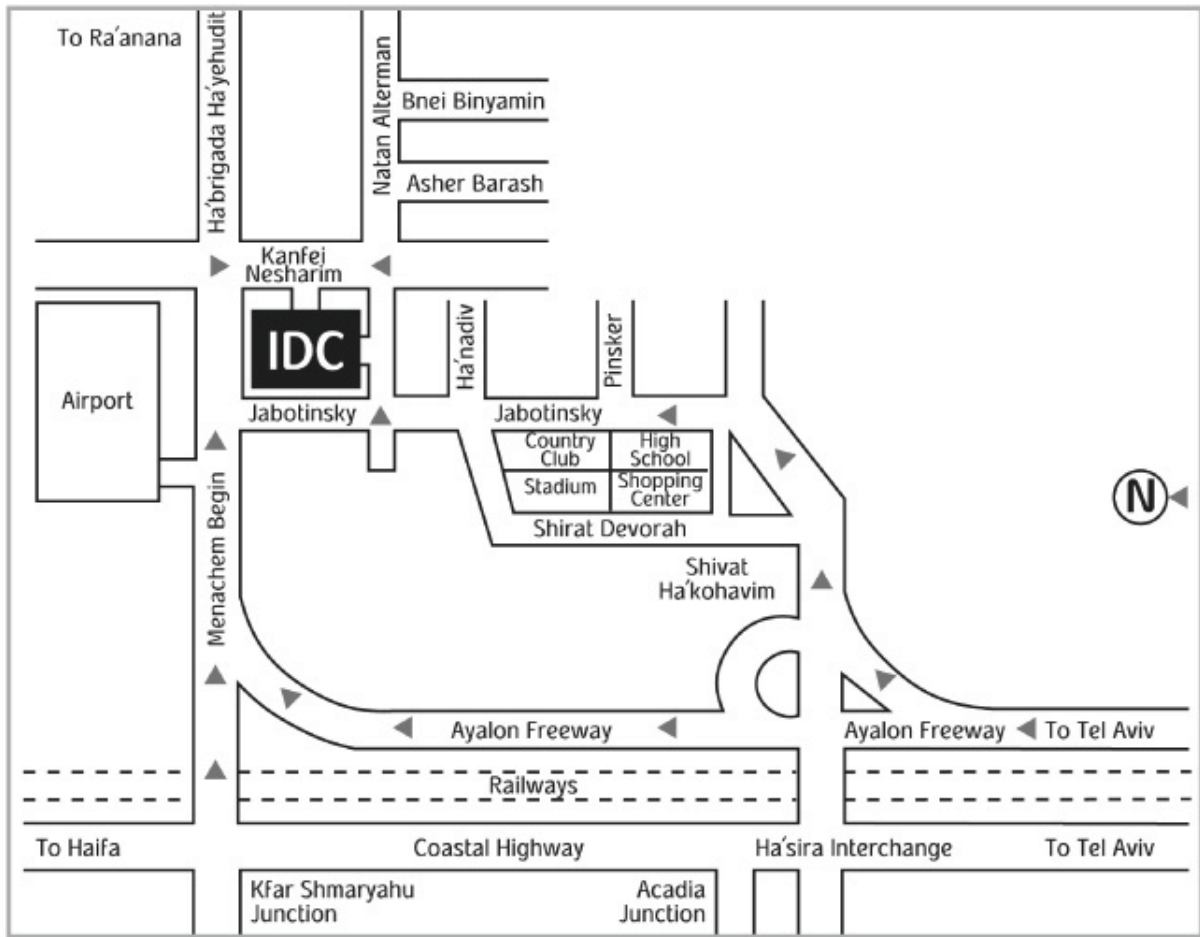 To Ra'anana
Ha'brigada Ha'yehudit
Natan Alterman
Bnei Binyamin
Asher Barash
Kanfei
Nesharim
IDC
Airport
Ha'nadiv
Pinsker
Jabotinsky
Jabotinsky
Country
Club
High
School
Stadium
Shopping
Center
Shirat Devorah
N
Menachem Begin
Shivat
Ha'kohavim
Ayalon Freeway
Ayalon Freeway
To Tel Aviv
Railways
To Haifa
Coastal Highway
Ha'sira Interchange
To Tel Aviv
Kfar Shmaryahu
Junction
Acadia
Junction